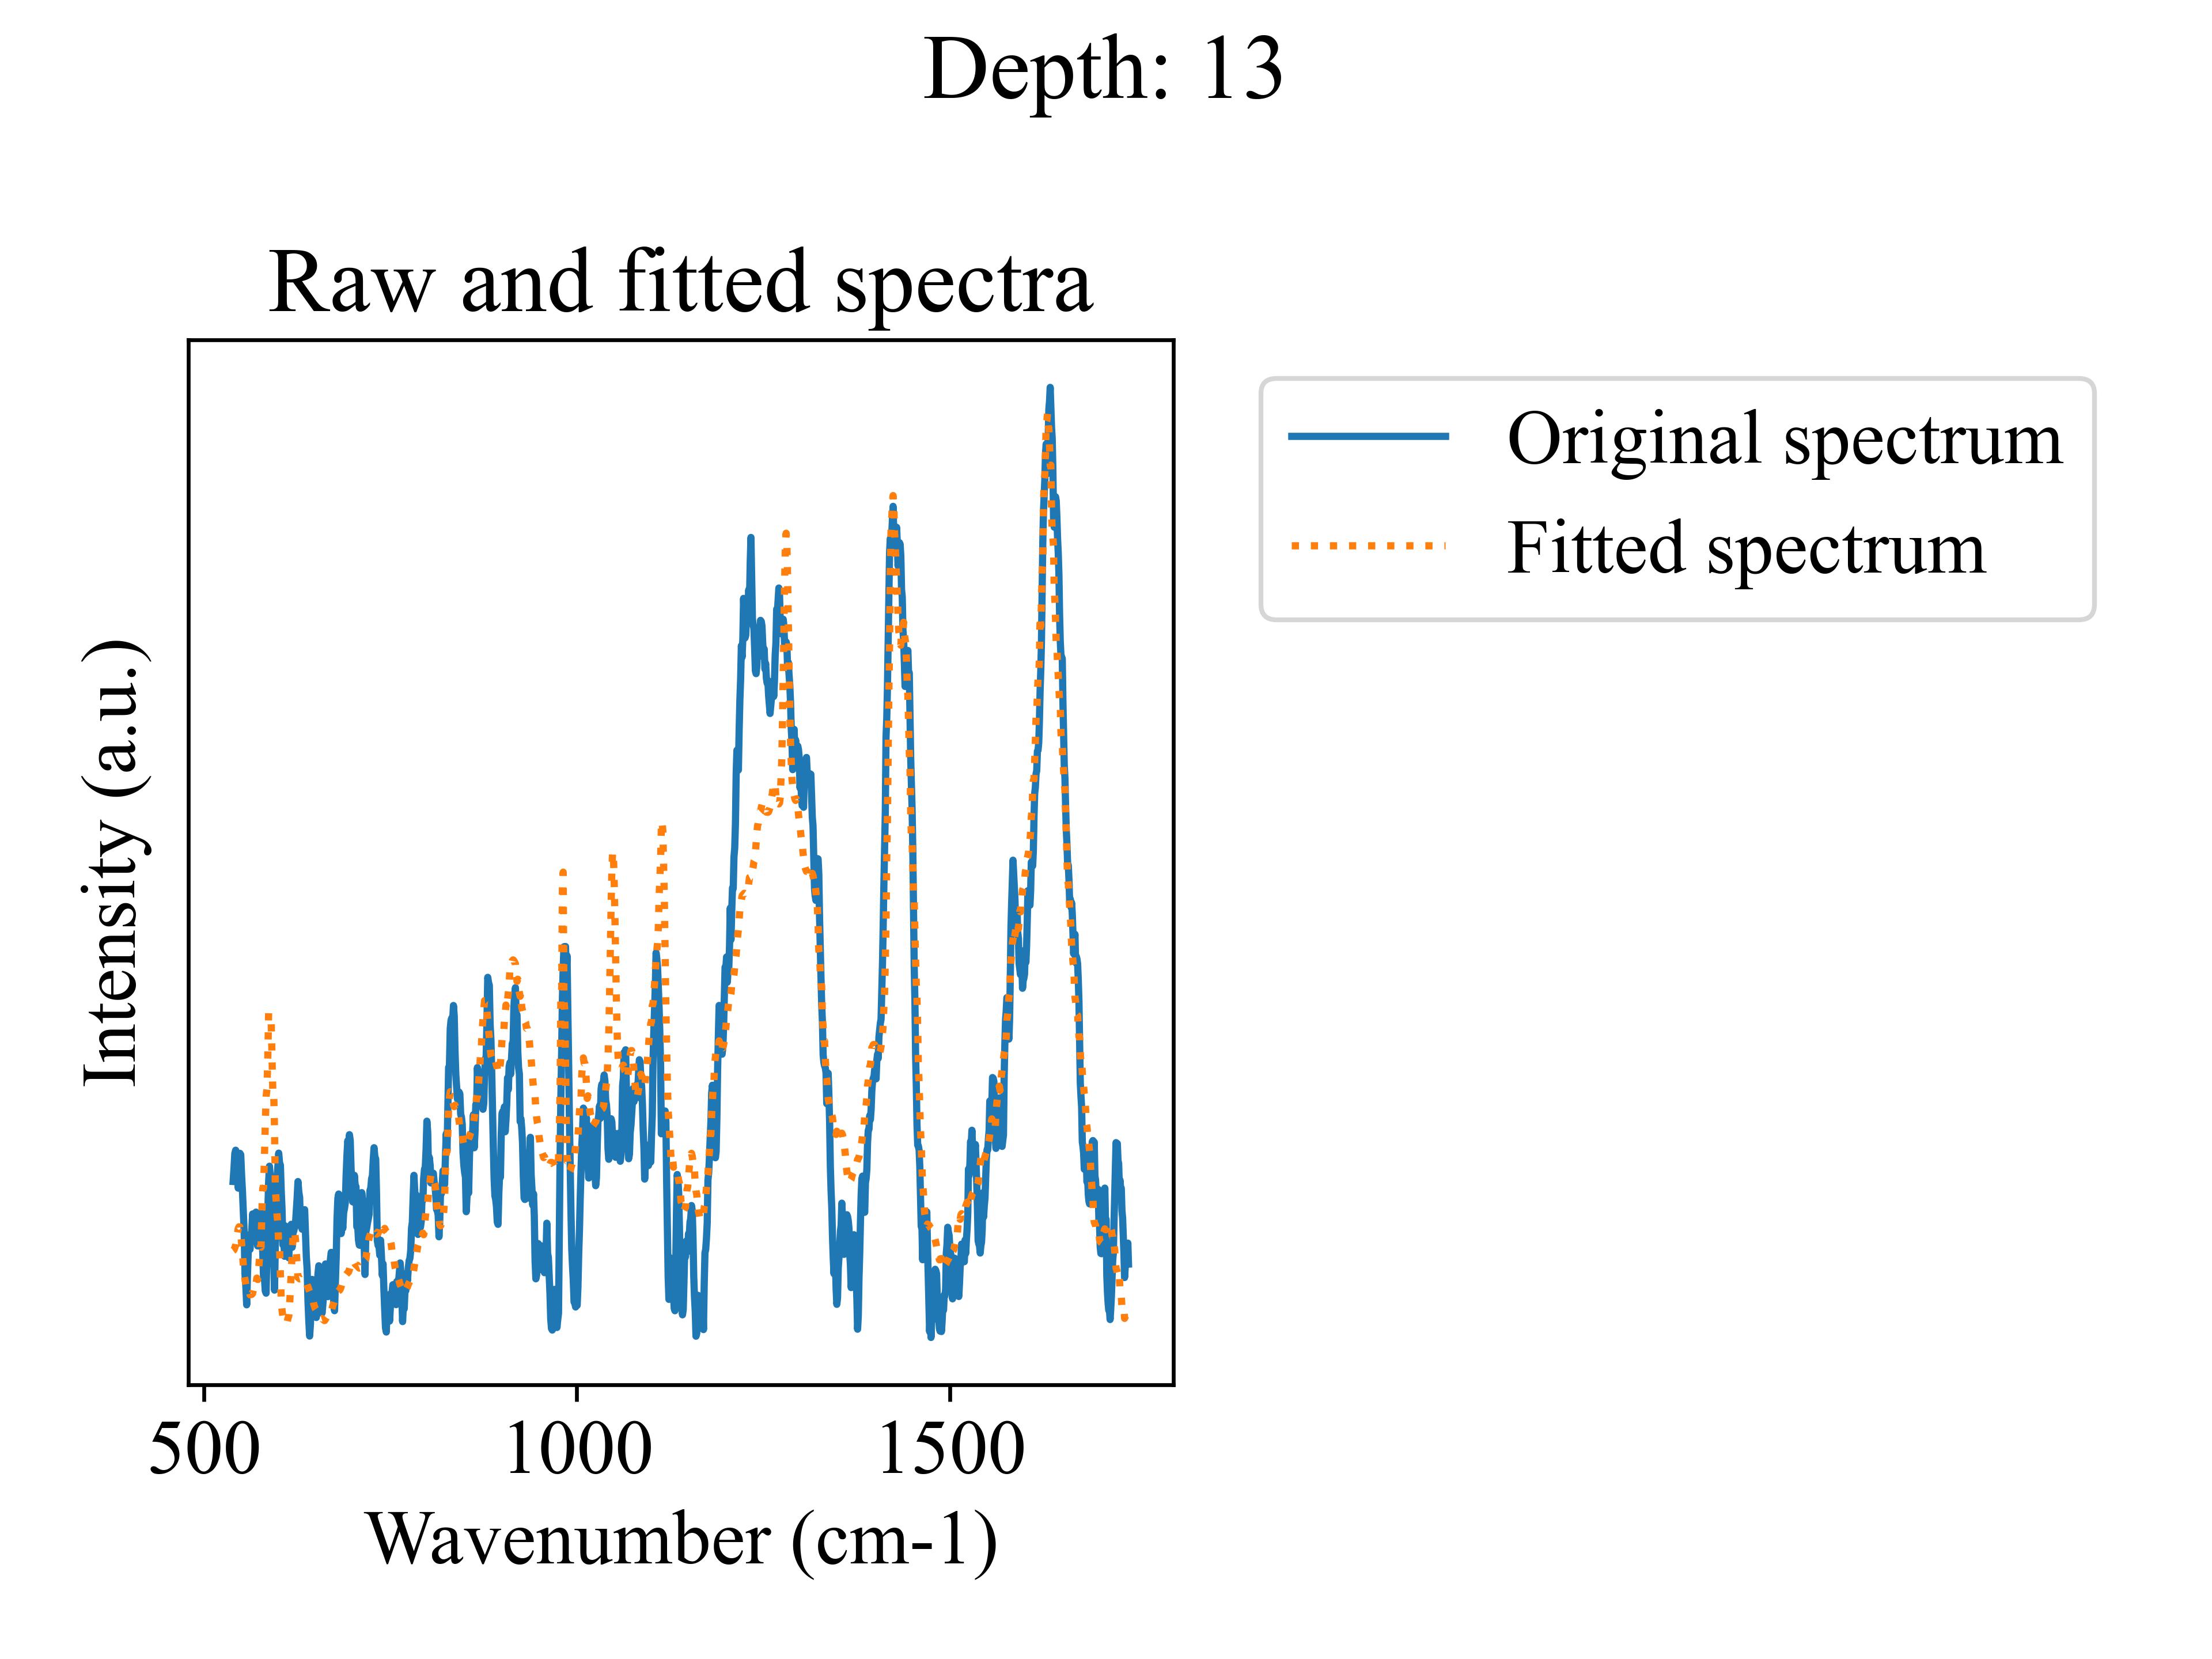 Depth: 13
Raw and fitted spectra
Original spectrum
Fitted spectrum
Intensity (a.u.)
500 1000 1500
Wavenumber (cm-1)